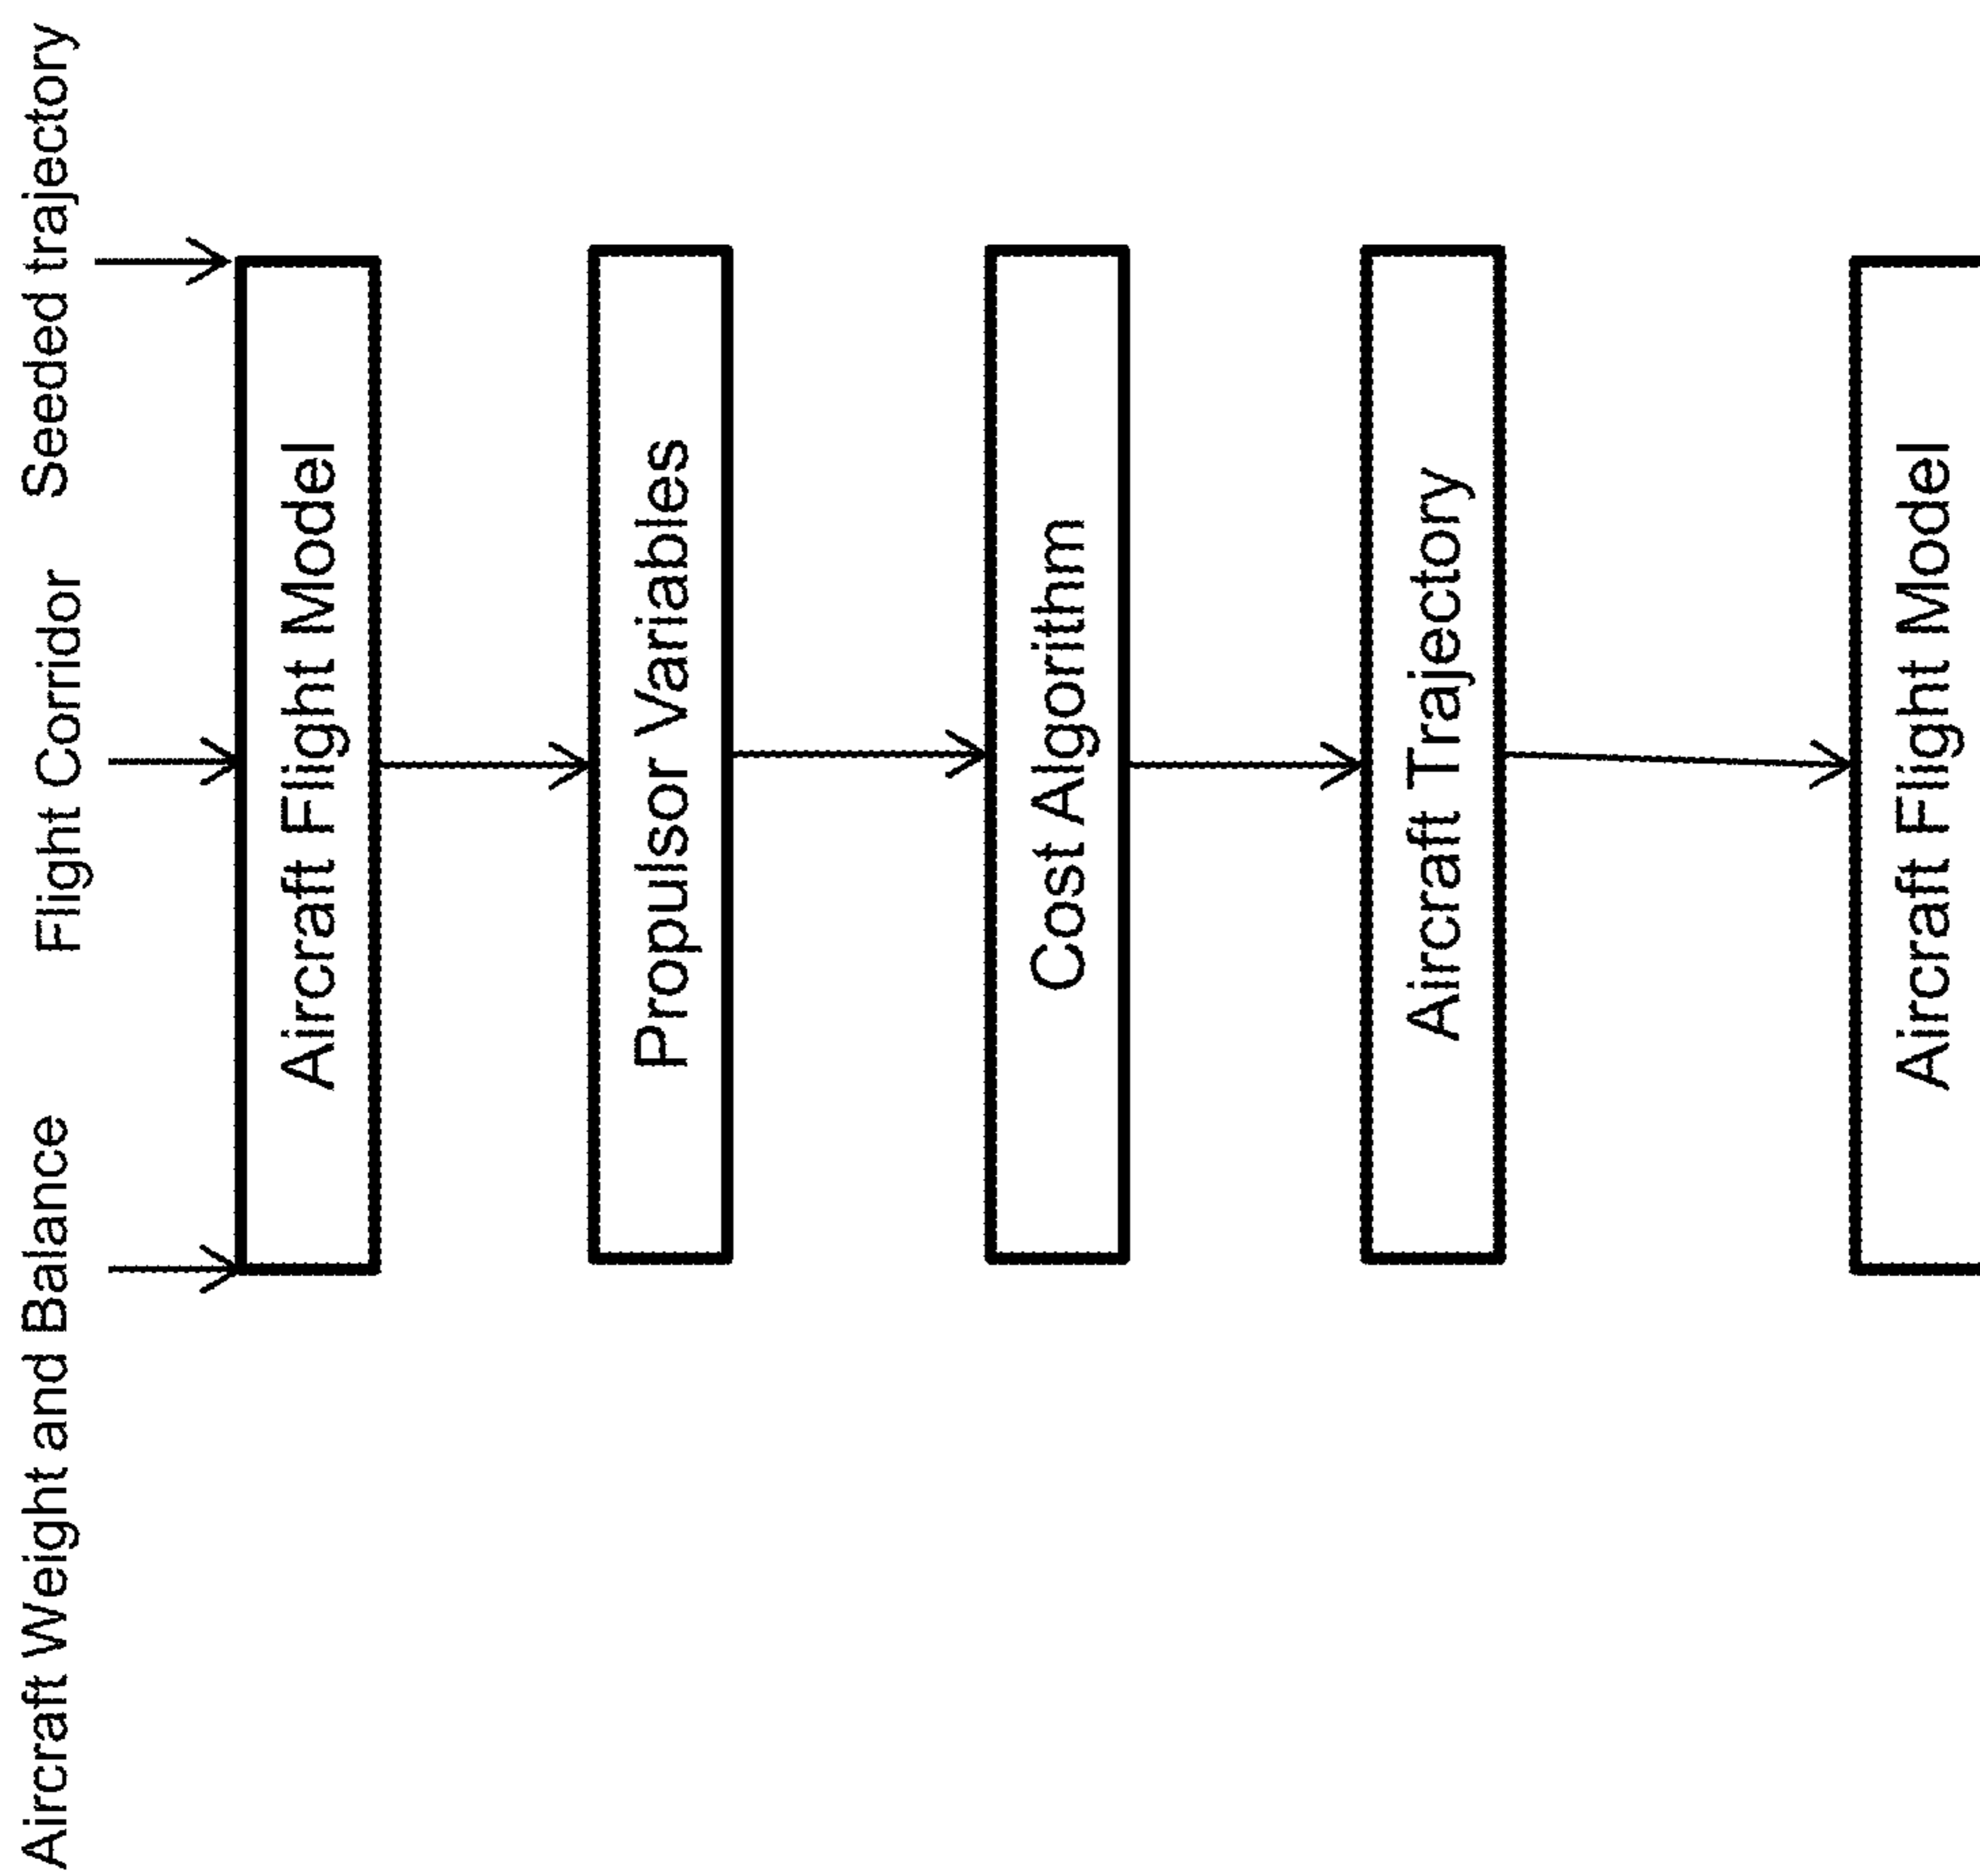 Aircraft Weight and Balance
Flight Corridor
Seeded trajectory
Aircraft Flight Model
Propulsor Variables
Cost Algorithm
Aircraft Trajectory
Aircraft Flight Model